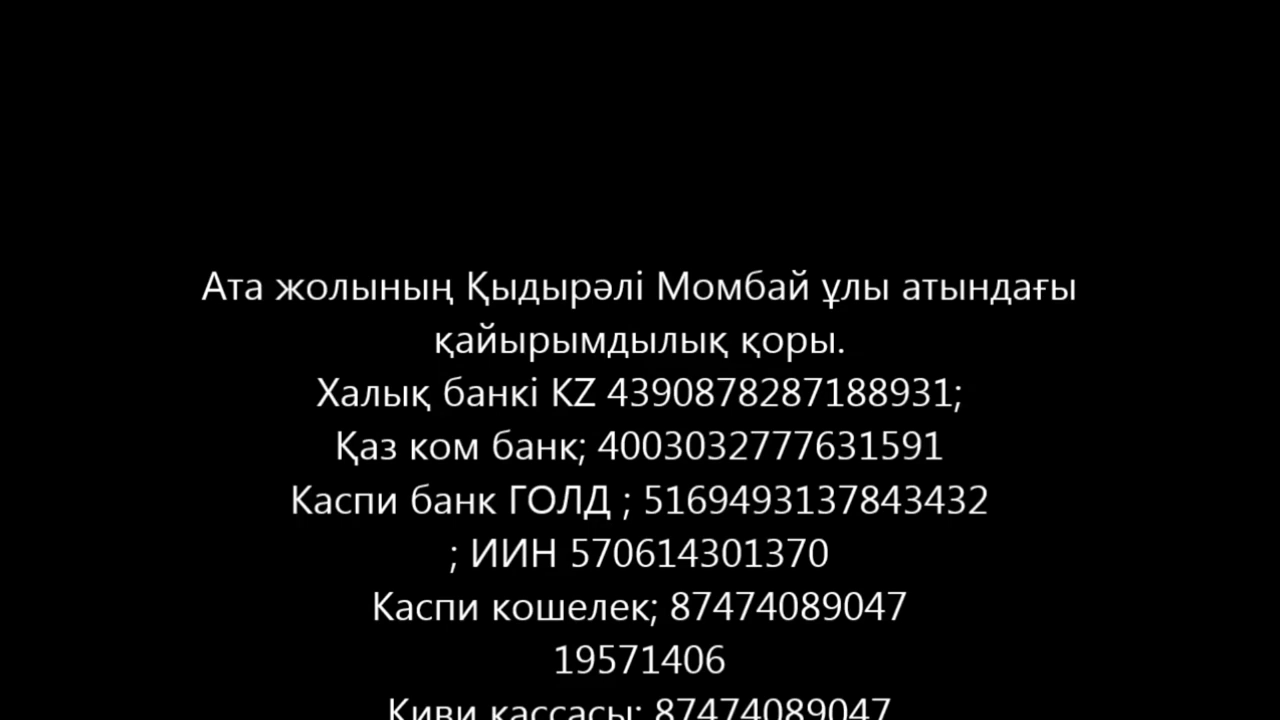 Ата жолының Қыдырәлі Момбай ұлы атындағы
қайырымдылық қоры.
Халық банкі KZ 4390878287188931;
Қаз ком банк; 4003032777631591
Каспи банк ГОЛД ; 5169493137843432
; ИИН 570614301370
Каспи кошелек; 87474089047
19571406
Киви кассасы: 87474089047